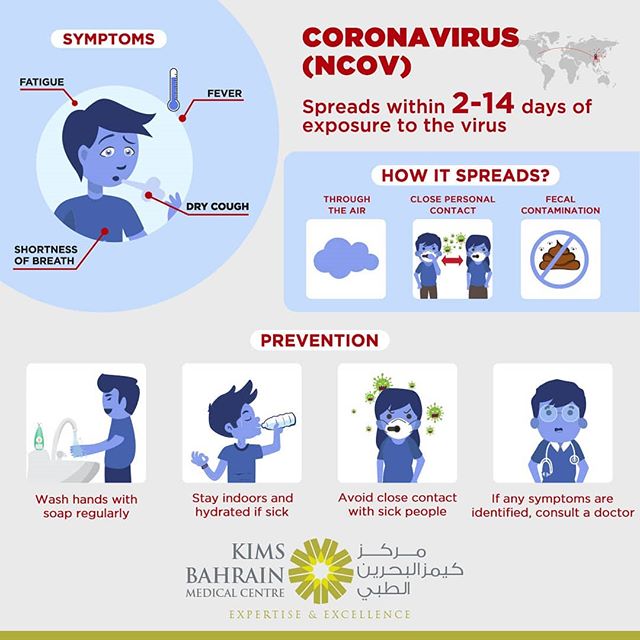 SYMPTOMS
FATIGUE
FEVER
DRY COUGH
SHORTNESS
OF BREATH
CORONAVIRUS
(NCOV)
Spreads within 2-14 days of
exposure to the virus
HOW IT SPREADS?
THROUGH
THE AIR
CLOSE PERSONAL
CONTACT
FECAL
CONTAMINATION
PREVENTION
Wash hands with
soap regularly
Stay indoors and
hydrated if sick
Avoid close contact
with sick people
If any symptoms are
identified, consult a doctor
KIMS
BAHRAIN
MEDICAL CENTRE
مركز
كيمز البحرين
الطبي
EXPERTISE & EXCELLENCE